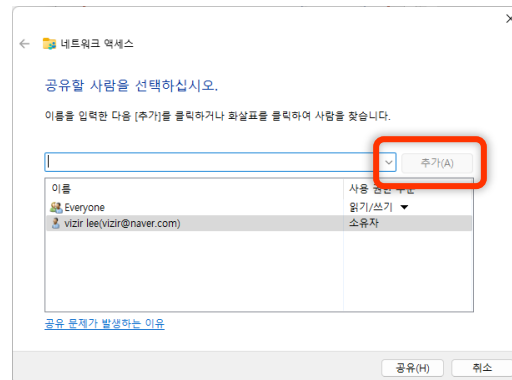 네트워크 액세스
공유할 사람을 선택하십시오.
이름을 입력한 다음 [추가]를 클릭하거나 화살표를 클릭하여 사람을 찾습니다.
추가(A)
이름 사용 권한 수준
Everyone 읽기/쓰기
vizir lee(vizir@naver.com) 소유자
공유 문제가 발생하는 이유
공유(H) 취소